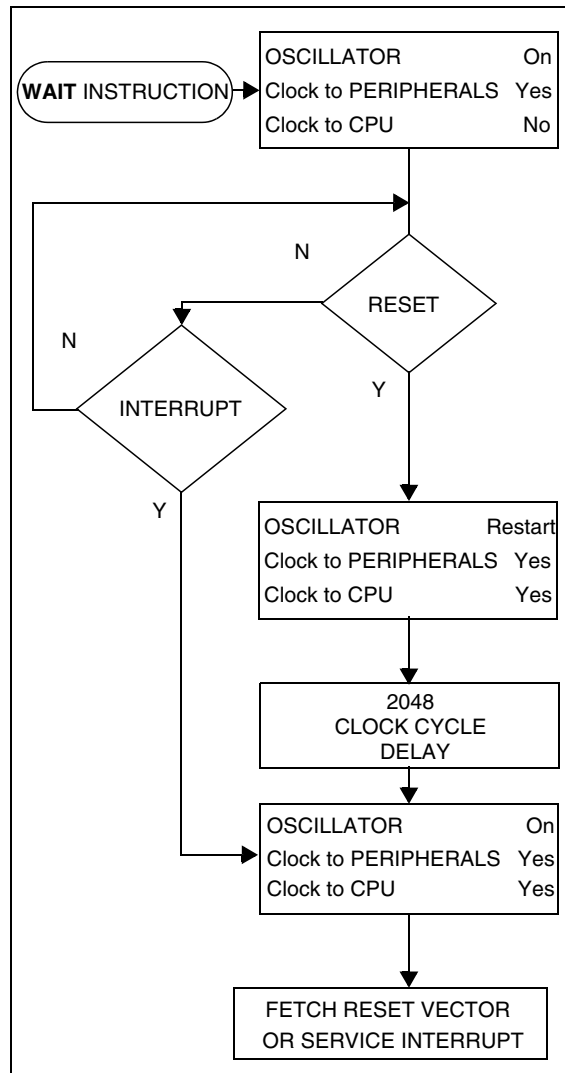 WAIT INSTRUCTION
OSCILLATOR On
Clock to PERIPHERALS Yes
Clock to CPU No
N
RESET
N
INTERRUPT
Y
Y
OSCILLATOR Restart
Clock to PERIPHERALS Yes
Clock to CPU Yes
2048
CLOCK CYCLE
DELAY
OSCILLATOR On
Clock to PERIPHERALS Yes
Clock to CPU Yes
FETCH RESET VECTOR
OR SERVICE INTERRUPT